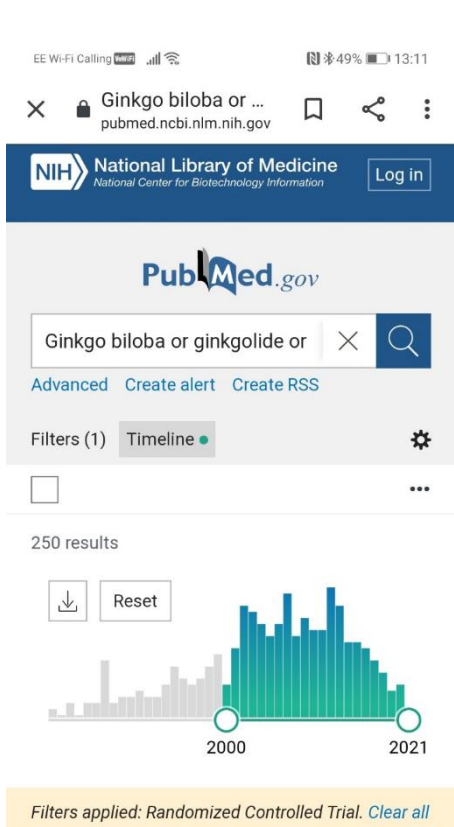 EE Wi-Fi Calling VoWiFi 49% 13:11
Ginkgo biloba or ...
pubmed.ncbi.nlm.nih.gov
NIH National Library of Medicine
National Center for Biotechnology Information
Log in
PubMed.gov
Ginkgo biloba or ginkgolide or
Advanced Create alert Create RSS
Filters (1) Timeline
250 results
Reset
2000 2021
Filters applied: Randomized Controlled Trial. Clear all